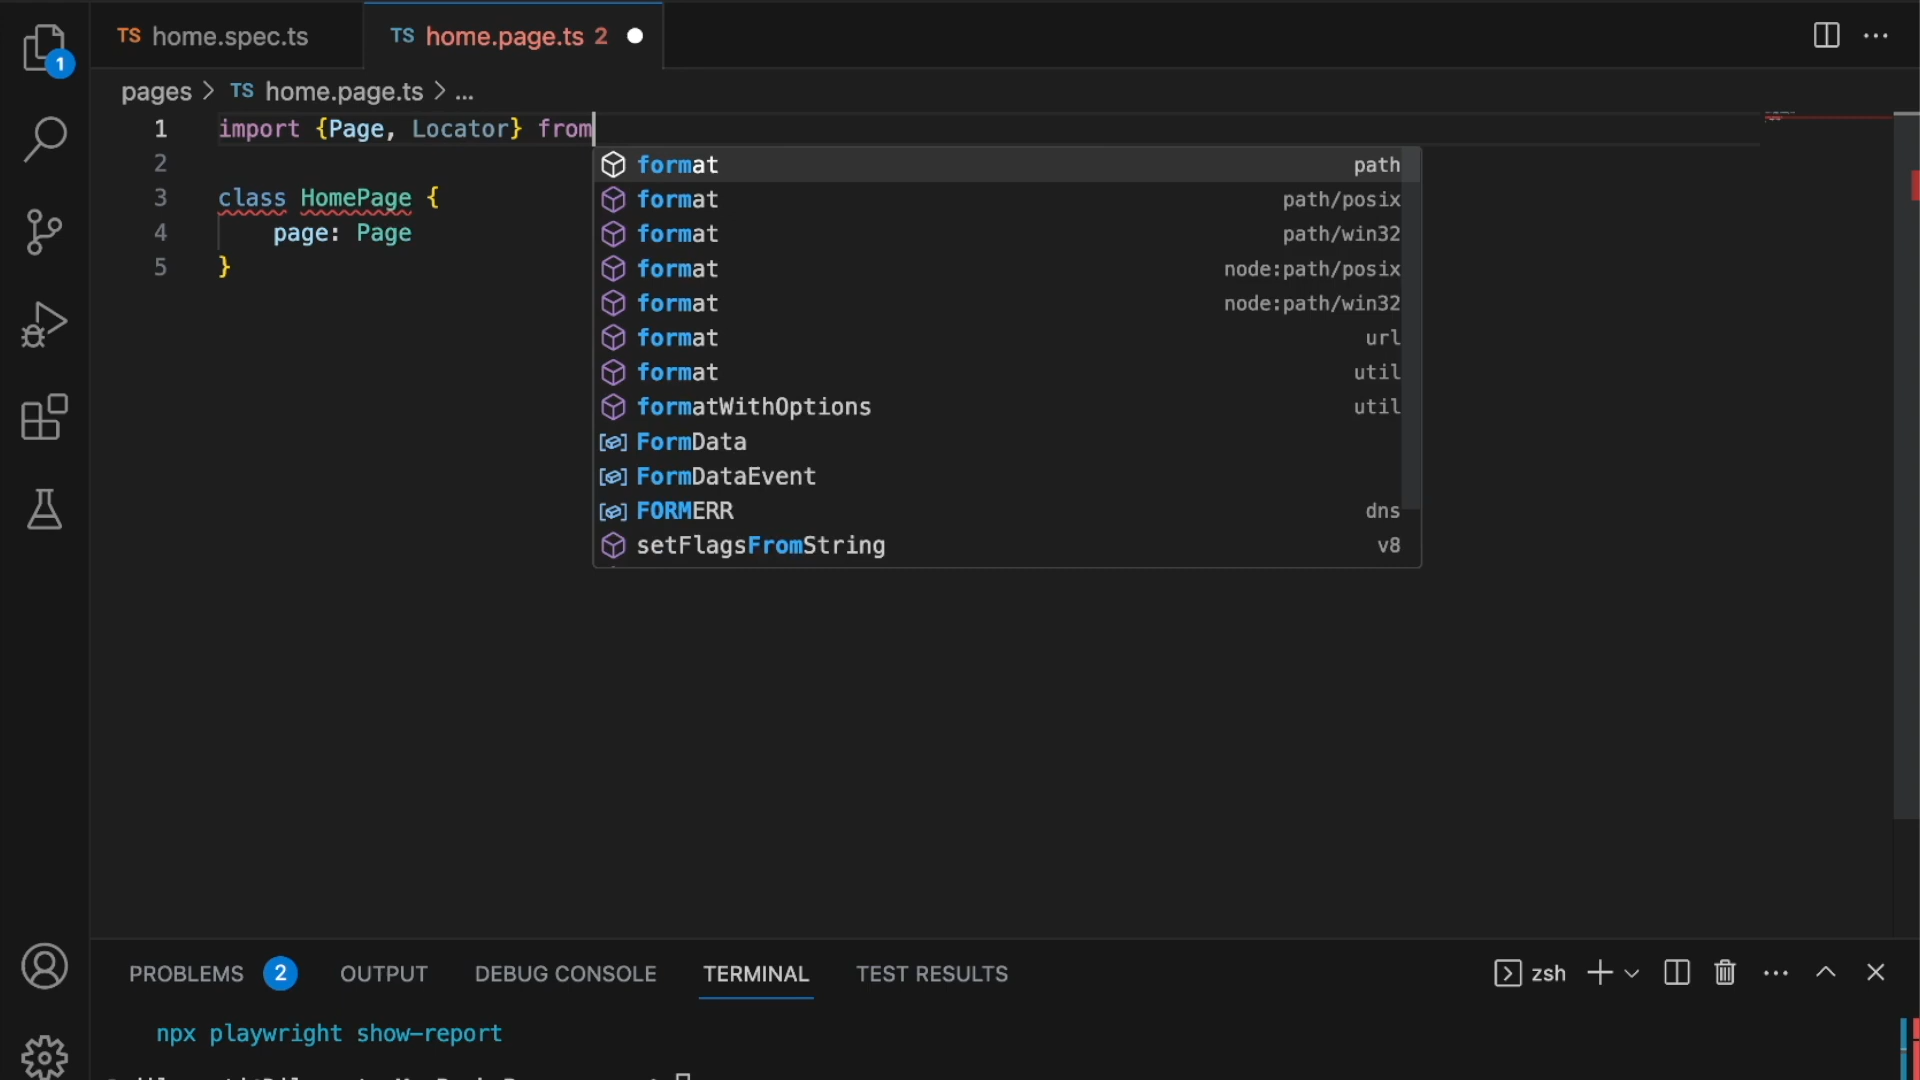 TS home.spec.ts
TS home.page.ts 2
1
pages > TS home.page.ts > ...
1 import {Page, Locator} from
2
3 class HomePage {
4 page: Page
5 }
format path
format path/posix
format path/win32
format node:path/posix
format node:path/win32
format url
format util
formatWithOptions util
FormData
FormDataEvent
FORMERR dns
setFlagsFromString v8
PROBLEMS 2 OUTPUT DEBUG CONSOLE TERMINAL TEST RESULTS zsh
npx playwright show-report